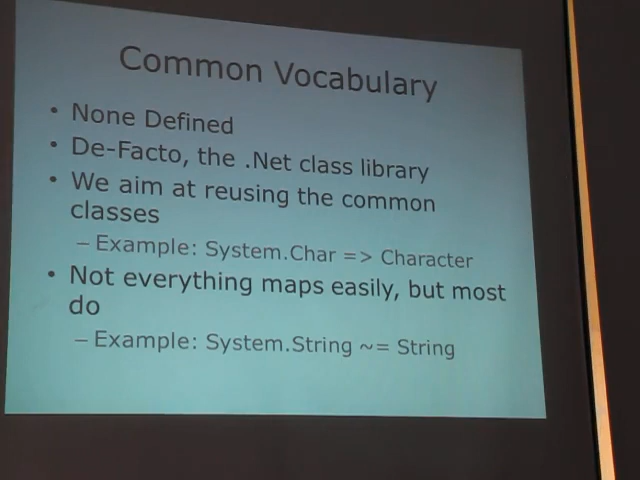 Common Vocabulary
• None Defined
• De-Facto, the .Net class library
• We aim at reusing the common
classes
– Example: System.Char => Character
• Not everything maps easily, but most
do
– Example: System.String ~= String